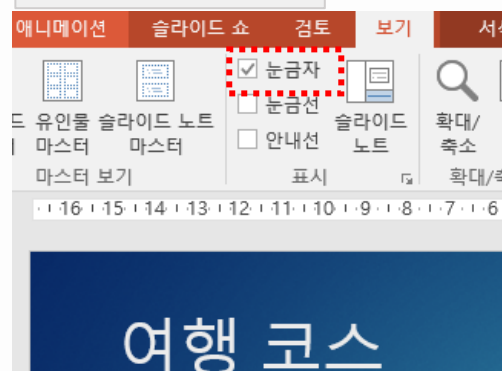 애니메이션 슬라이드 쇼 검토 보기
눈금자
눈금선
안내선
유인물 마스터
슬라이드 노트 마스터
슬라이드 노트
확대/축소
마스터 보기 표시 확대/
16 15 14 13 12 11 10 9 8 7 6
여행 코스